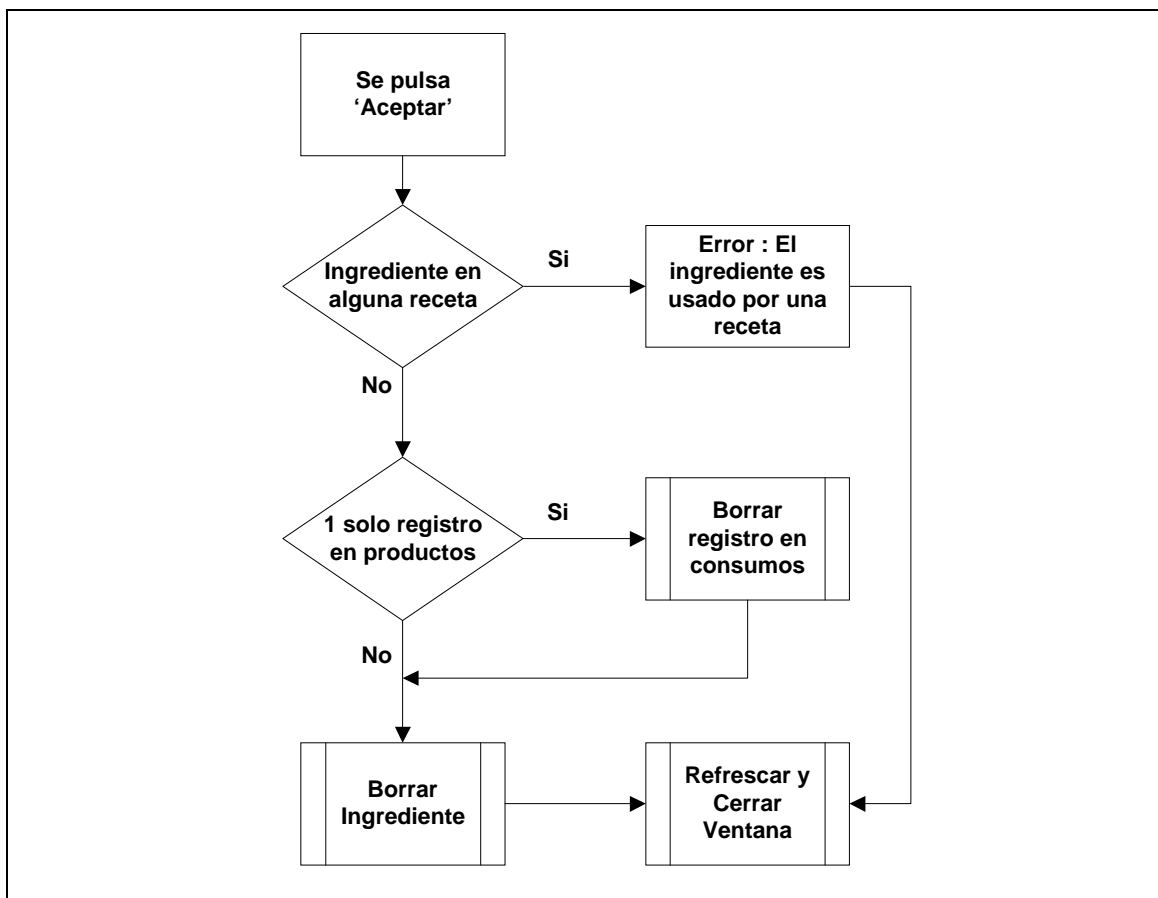 Se pulsa
‘Aceptar’
Ingrediente en
alguna receta
Si
Error : El
ingrediente es
usado por una
receta
No
1 solo registro
en productos
Si
Borrar
registro en
consumos
No
Borrar
Ingrediente
Refrescar y
Cerrar
Ventana